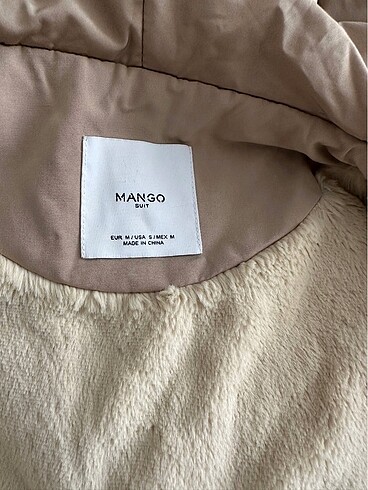 MANGO
SUIT
EUR M / USA S / MEX M
MADE IN CHINA